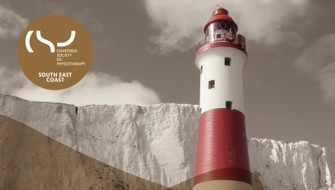 CHARTERED
SOCIETY
OF
PHYSIOTHERAPY
SOUTH EAST
COAST